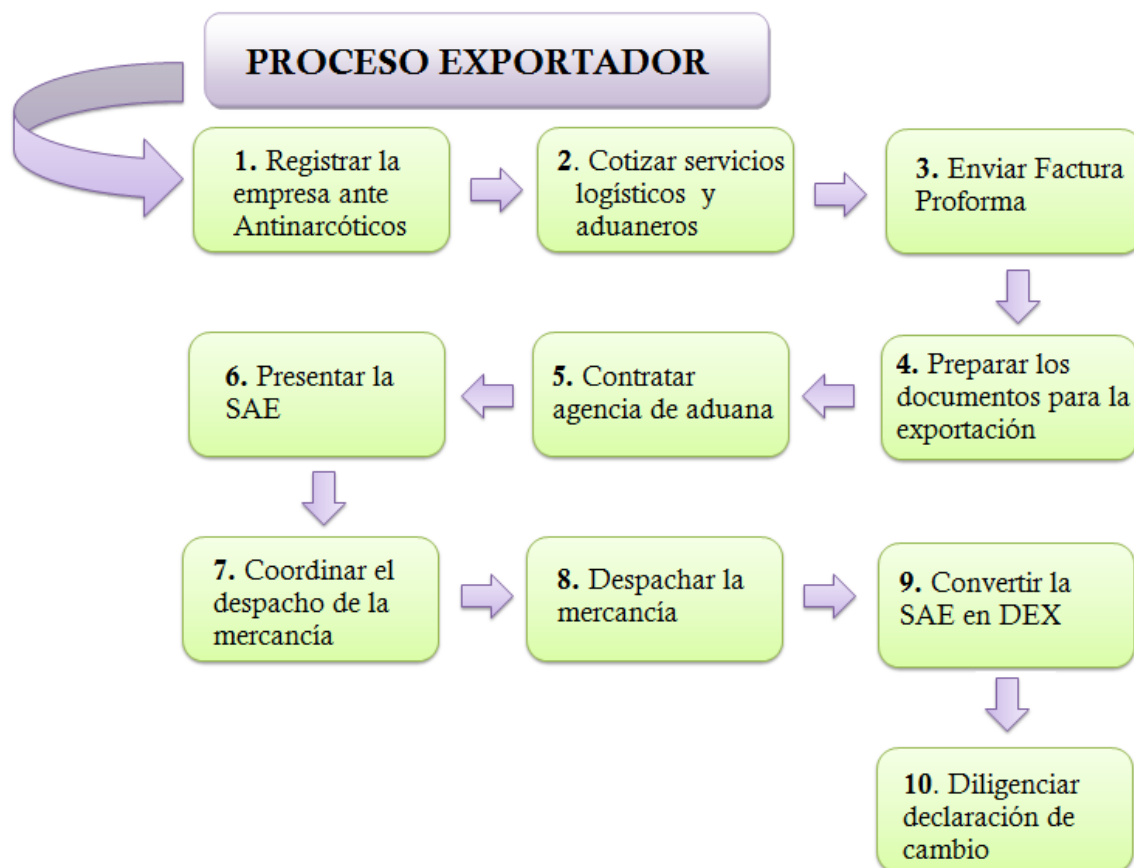 PROCESO EXPORTADOR
1. Registrar la
empresa ante
Antinarcóticos
2. Cotizar servicios
logísticos y
aduaneros
3. Enviar Factura
Proforma
4. Preparar los
documentos para la
exportación
5. Contratar
agencia de aduana
6. Presentar la
SAE
7. Coordinar el
despacho de la
mercancía
8. Despachar la
mercancía
9. Convertir la
SAE en DEX
10. Diligenciar
declaración de
cambio